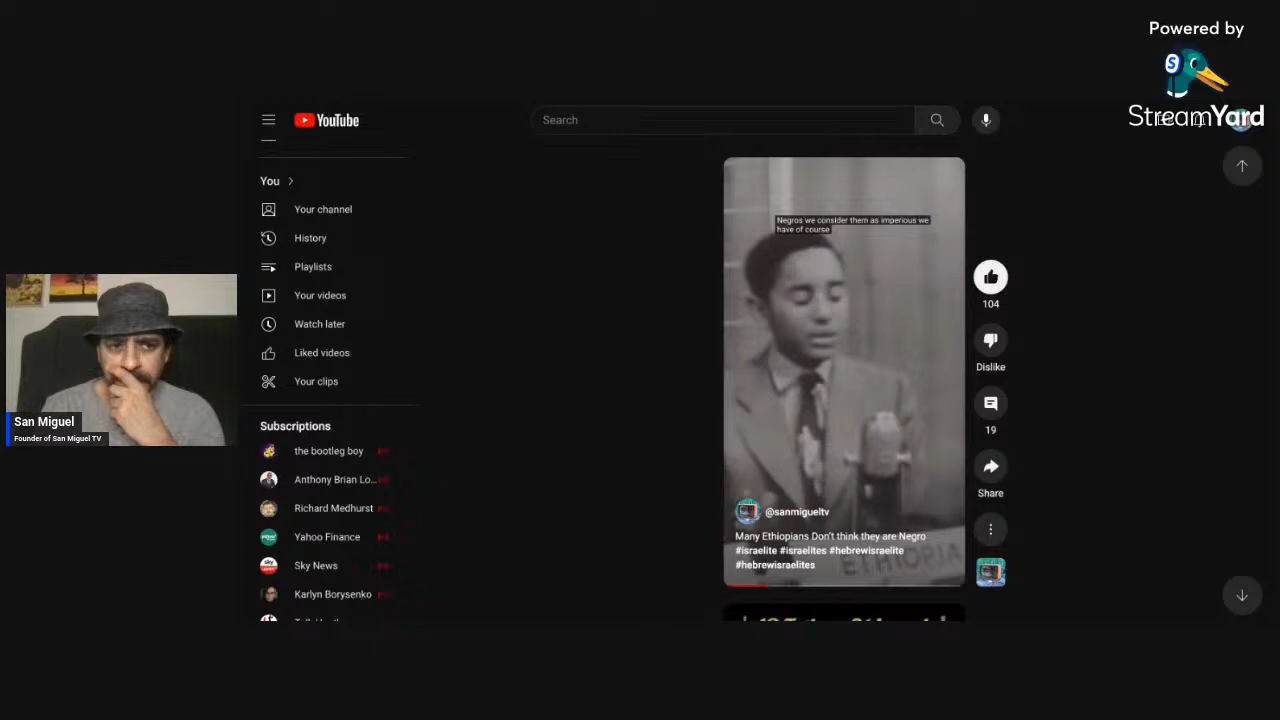 Powered by
StreamYard
YouTube
Search
You
Your channel
History
Playlists
Your videos
Watch later
Liked videos
Your clips
Subscriptions
the bootleg boy
Anthony Brian Lo...
Richard Medhurst
Yahoo Finance
Sky News
Karlyn Borysenko
San Miguel
Founder of San Miguel TV
Negros we consider them as imperious we
have of course
ETHIOPIA
@sanmigueltv
Many Ethiopians Don't think they are Negro
#israelite #israelites #hebrewisraelite
#hebrewisraelites
104
Dislike
19
Share